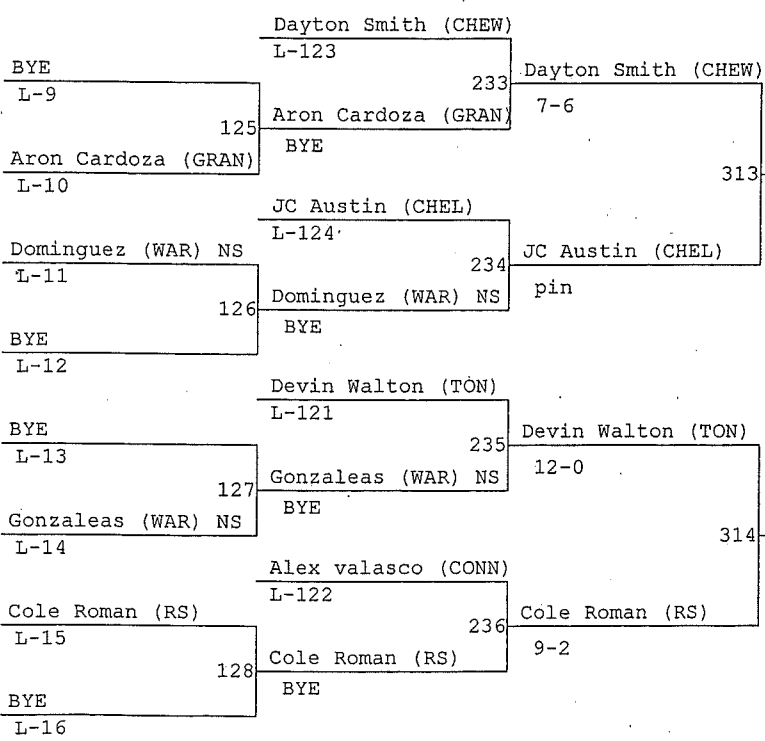 Dayton Smith (CHEW)
L-123
BYE
L-9
233
Dayton Smith (CHEW)
7-6
125
Aron Cardoza (GRAN)
BYE
Aron Cardoza (GRAN)
L-10
313
JC Austin (CHEL)
L-124
Dominguez (WAR) NS
L-11
234
JC Austin (CHEL)
pin
126
Dominguez (WAR) NS
BYE
BYE
L-12
Devin Walton (TON)
L-121
BYE
L-13
235
Devin Walton (TON)
12-0
127
Gonzaleas (WAR) NS
BYE
Gonzaleas (WAR) NS
L-14
314
Alex valasco (CONN)
L-122
Cole Roman (RS)
L-15
236
Cole Roman (RS)
9-2
128
Cole Roman (RS)
BYE
BYE
L-16